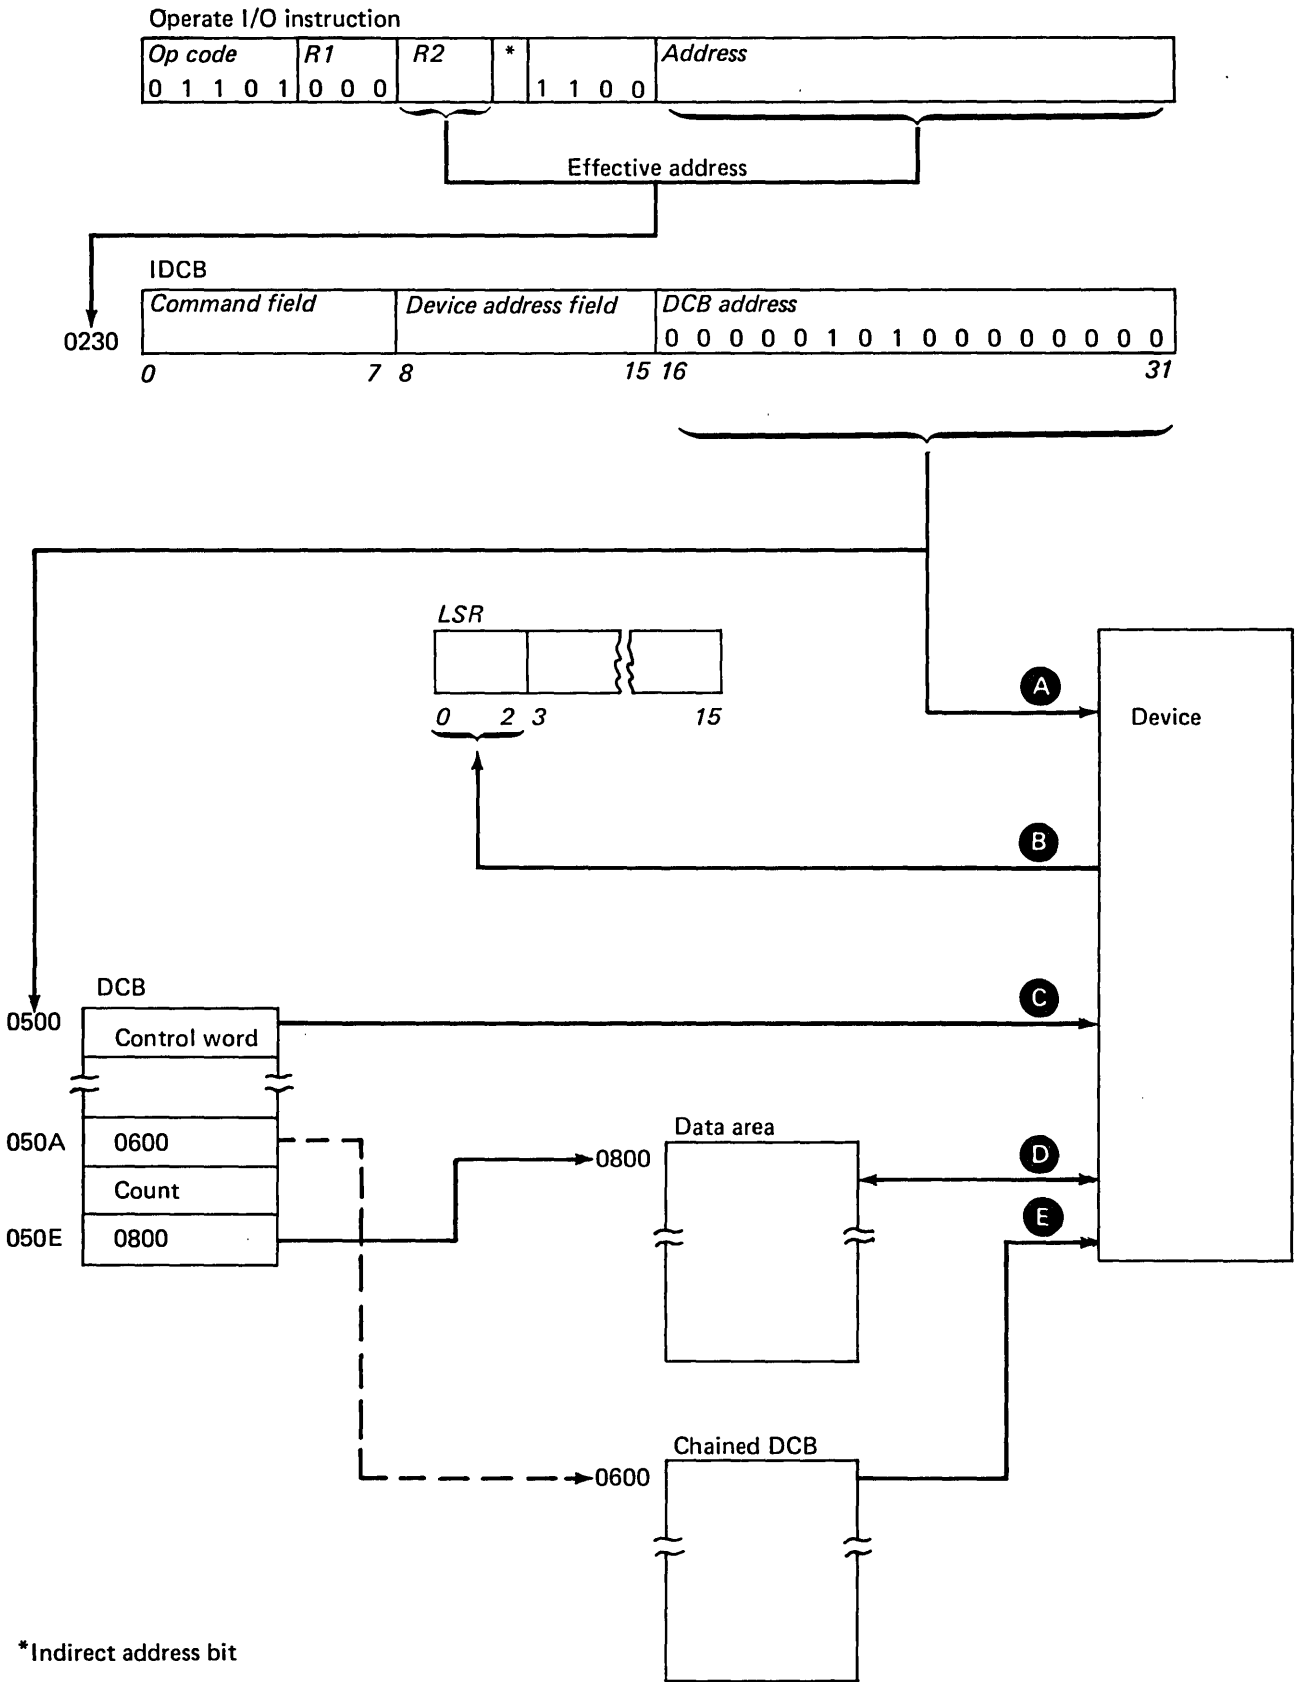 Operate I/O instruction
Op code R1 R2 * Address
0 1 1 0 1 0 0 0 1 1 0 0
Effective address
IDCB
Command field Device address field DCB address
0230 0 0 0 0 0 1 0 1 0 0 0 0 0 0 0 0
0 7 8 15 16 31
LSR
0 2 3 15
A
Device
B
DCB
C
0500
Control word
050A 0600
Count
050E 0800
Data area
0800
D
E
Chained DCB
0600
*Indirect address bit